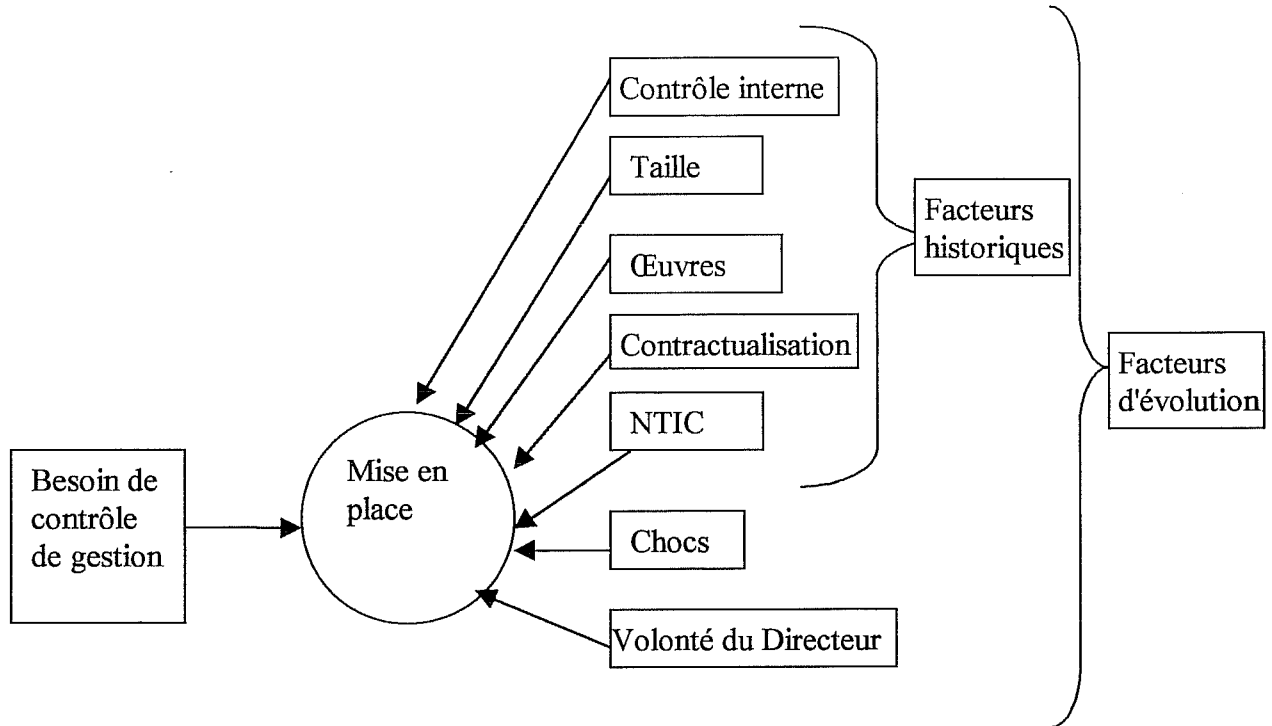 Contrôle interne
Taille
Œuvres
Contractualisation
NTIC
Chocs
Volonté du Directeur
Facteurs
historiques
Facteurs
d'évolution
Besoin de
contrôle
de gestion
Mise en
place